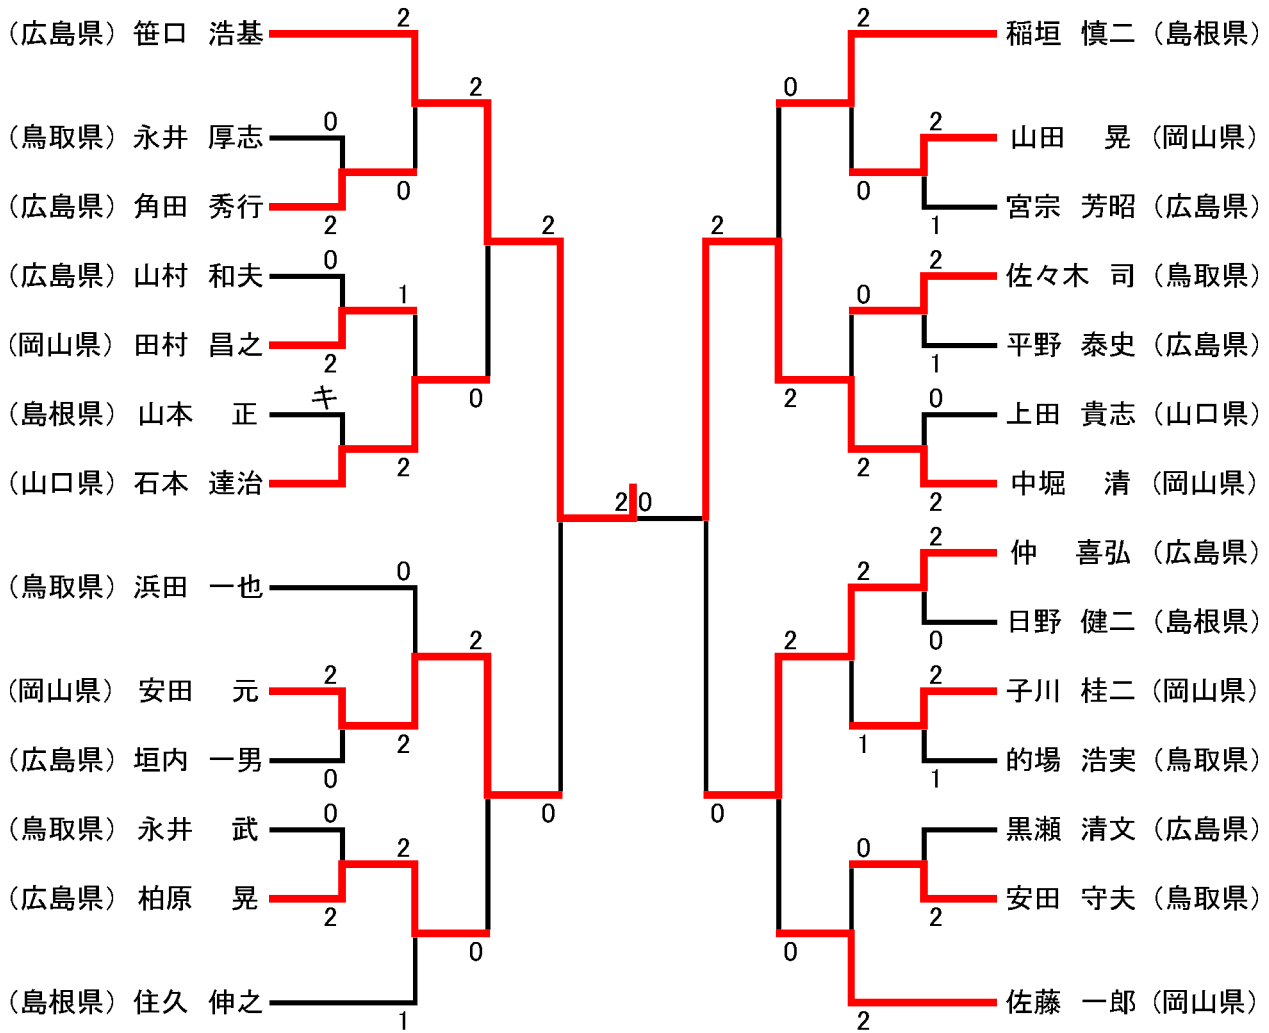 2
2
(広島県) 笹口 浩基
稲垣 慎二 (島根県)
2
0
0
2
(鳥取県) 永井 厚志
山田 晃 (岡山県)
0
0
(広島県) 角田 秀行
宮宗 芳昭 (広島県)
2
2
2
1
0
2
(広島県) 山村 和夫
佐々木 司 (鳥取県)
1
0
(岡山県) 田村 昌之
平野 泰史 (広島県)
2
1
キ
0
2
0
(島根県) 山本 正
上田 貴志 (山口県)
2
2
(山口県) 石本 達治
中堀 清 (岡山県)
2 0
2
2
仲 喜弘 (広島県)
0
2
(鳥取県) 浜田 一也
日野 健二 (島根県)
2
2
0
2
2
(岡山県) 安田 元
子川 桂二 (岡山県)
2
1
(広島県) 垣内 一男
的場 浩実 (鳥取県)
0
1
0
0
0
(鳥取県) 永井 武
黒瀬 清文 (広島県)
2
0
(広島県) 柏原 晃
安田 守夫 (鳥取県)
2
2
0
0
(島根県) 住久 伸之
佐藤 一郎 (岡山県)
1
2